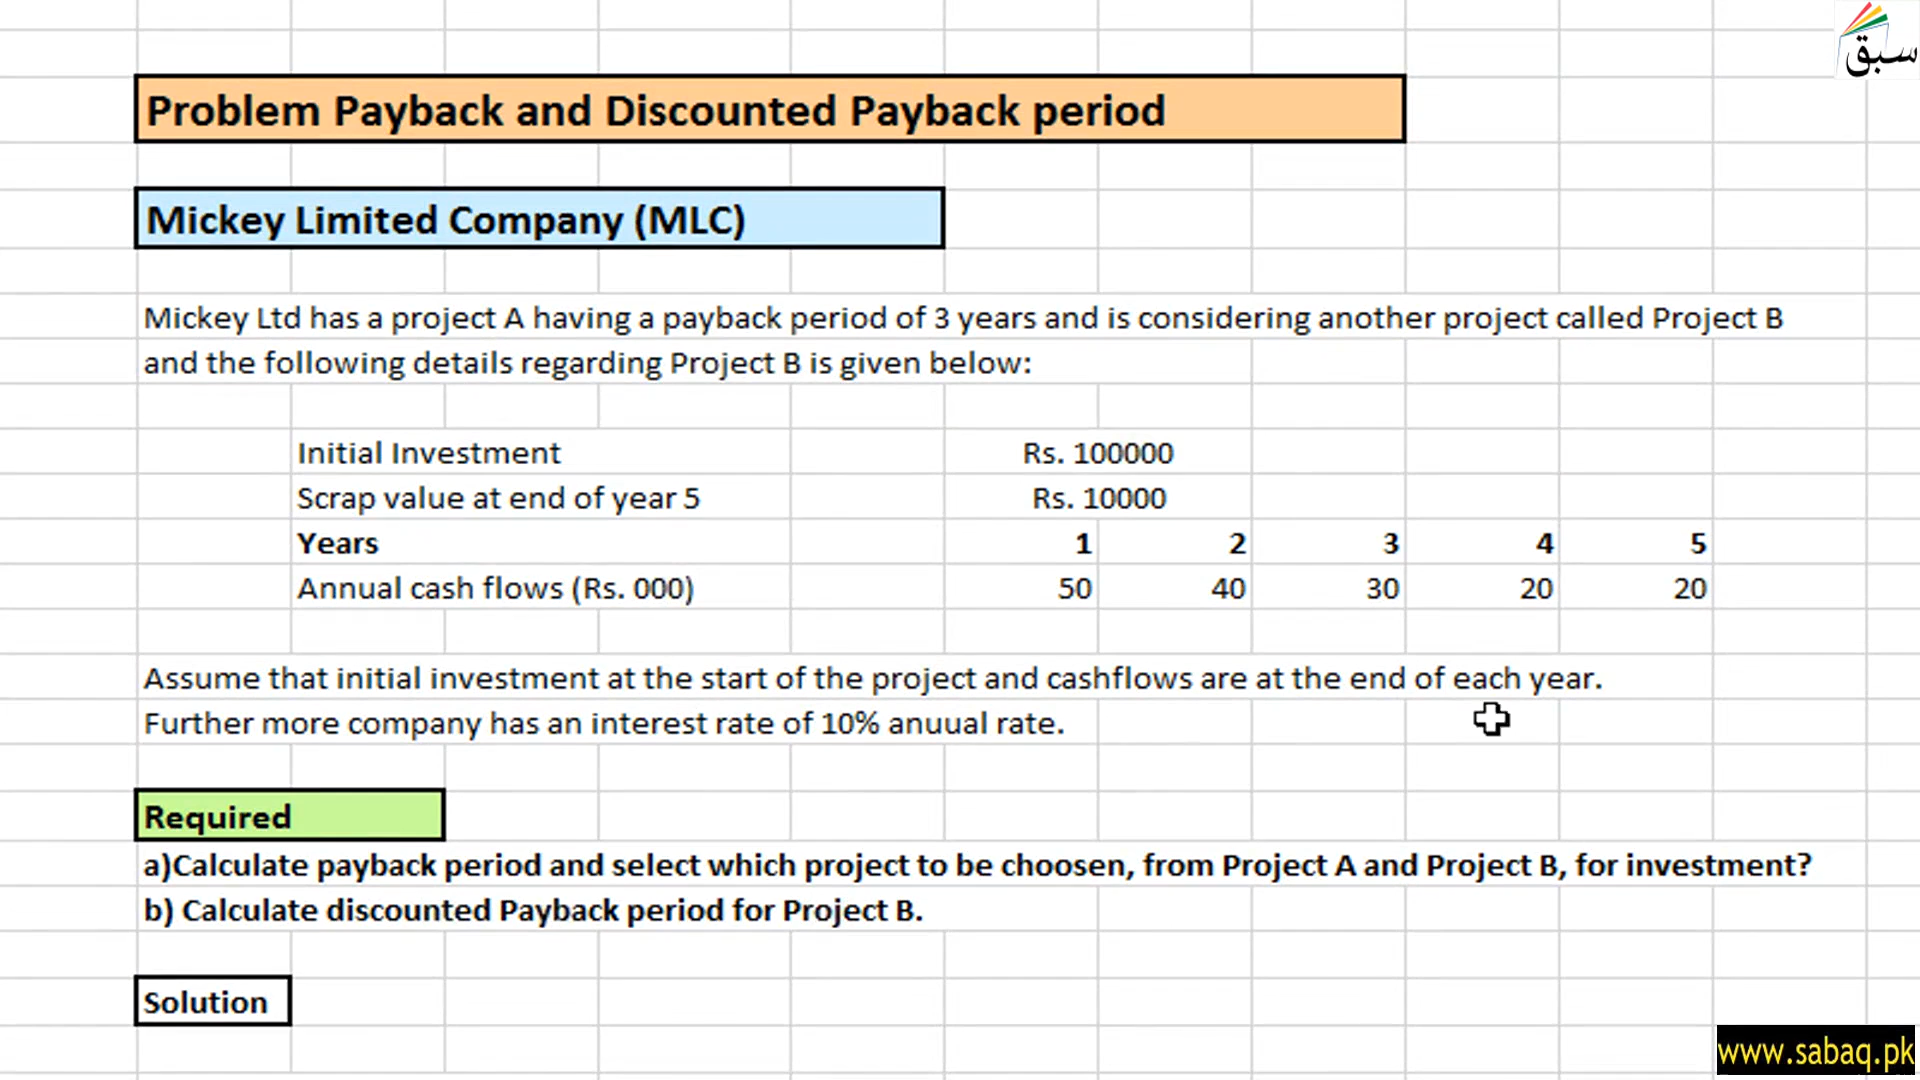 سبق
Problem Payback and Discounted Payback period
Mickey Limited Company (MLC)
Mickey Ltd has a project A having a payback period of 3 years and is considering another project called Project B
and the following details regarding Project B is given below:
Initial Investment Rs. 100000
Scrap value at end of year 5 Rs. 10000
Years 1 2 3 4 5
Annual cash flows (Rs. 000) 50 40 30 20 20
Assume that initial investment at the start of the project and cashflows are at the end of each year.
Further more company has an interest rate of 10% anuual rate.
Required
a)Calculate payback period and select which project to be choosen, from Project A and Project B, for investment?
b) Calculate discounted Payback period for Project B.
Solution
www.sabaq.pk